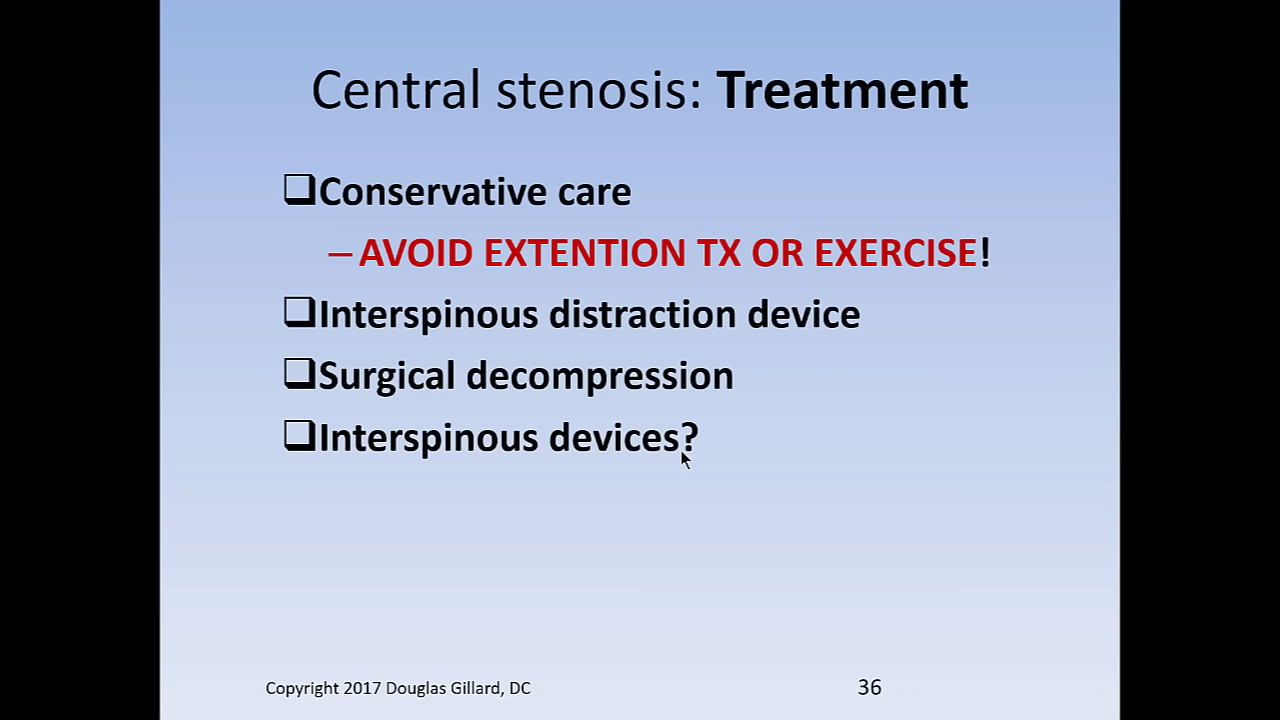 Central stenosis: Treatment
❑Conservative care
–AVOID EXTENTION TX OR EXERCISE!
❑Interspinous distraction device
❑Surgical decompression
❑Interspinous devices?
Copyright 2017 Douglas Gillard, DC
36